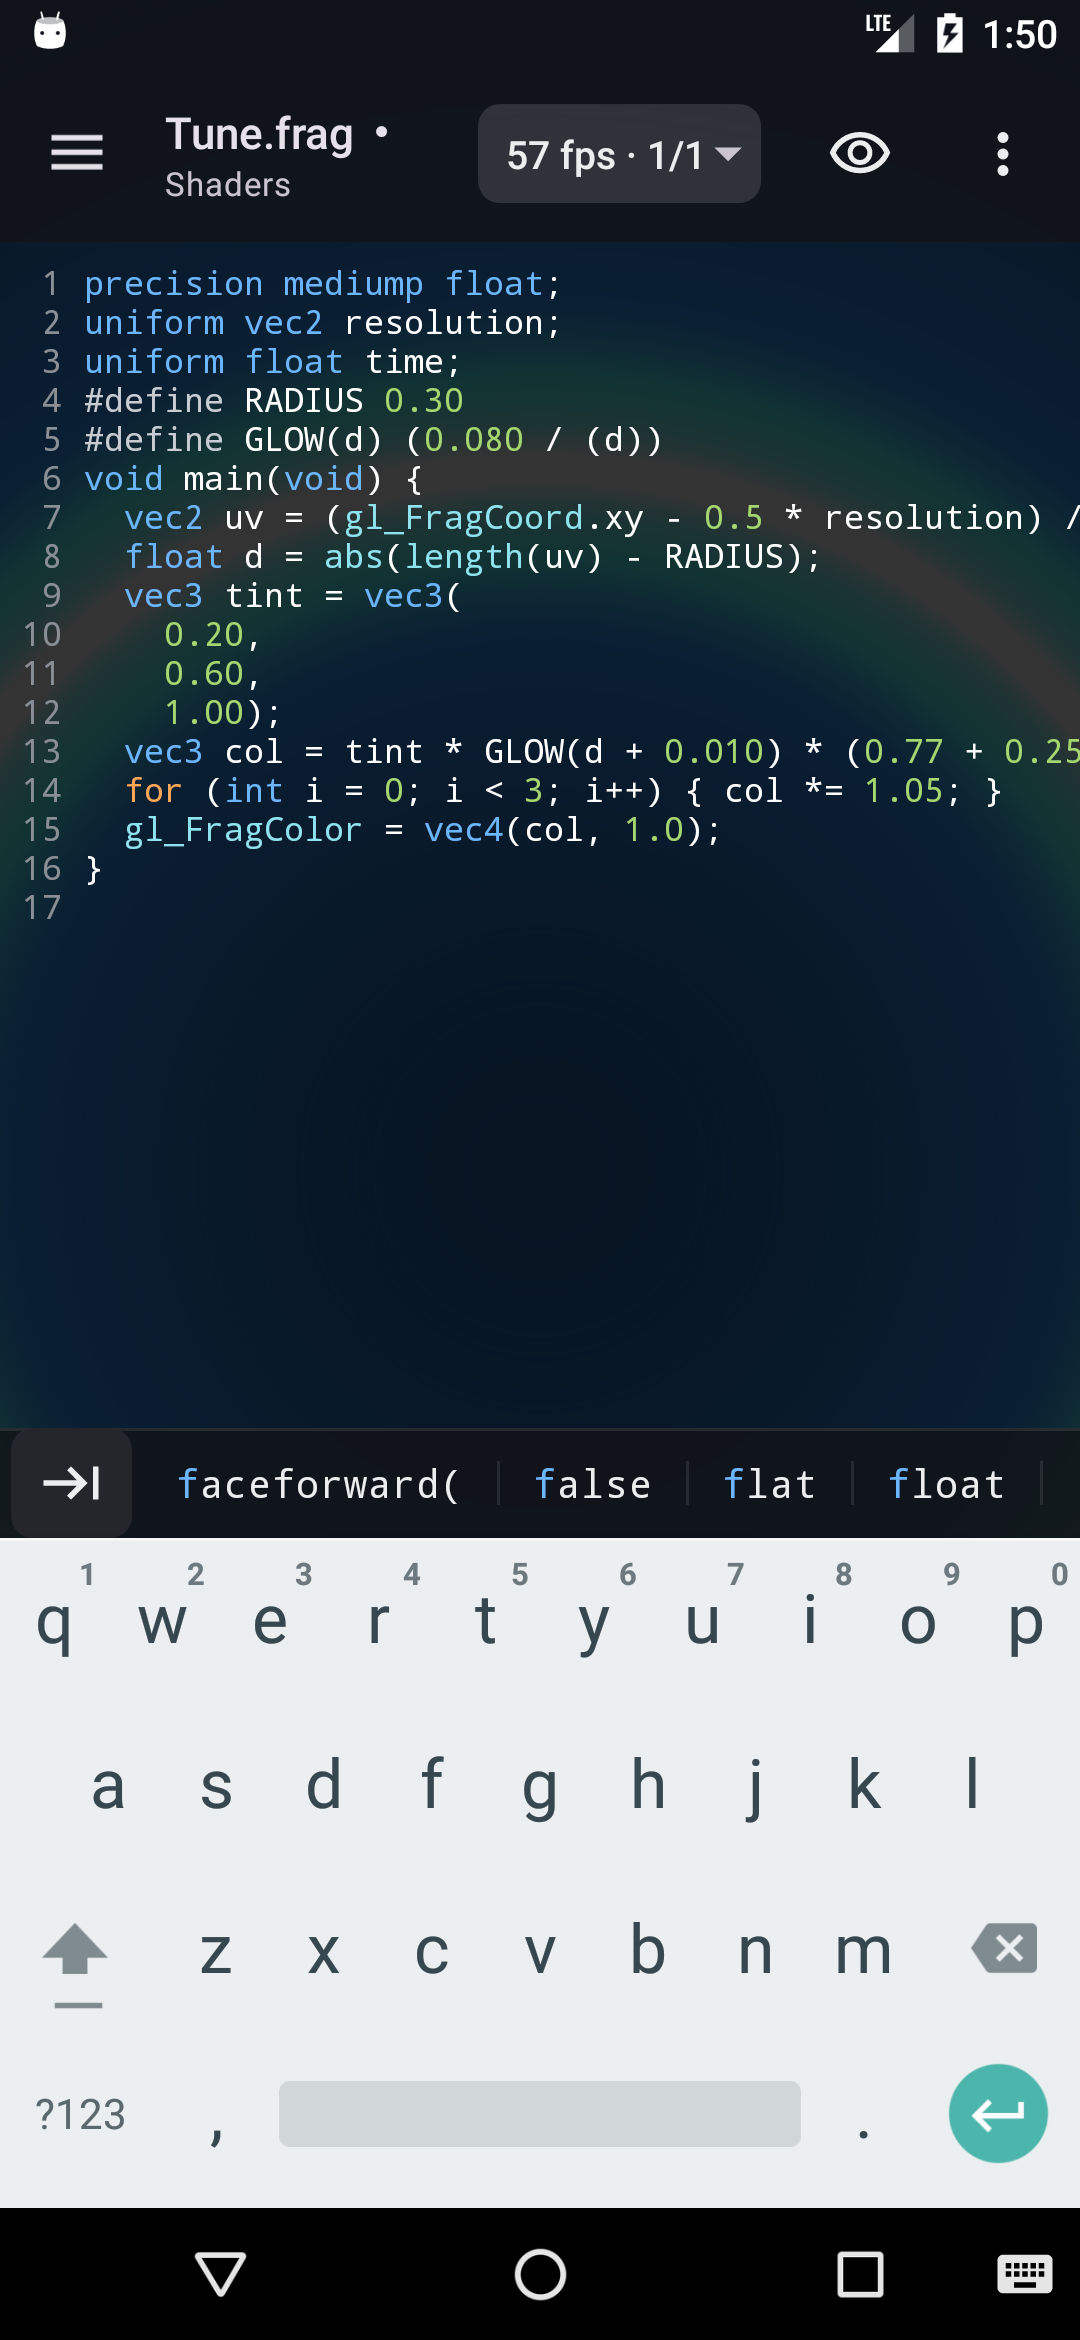 LTE 1:50
Tune.frag •
Shaders
57 fps · 1/1
1 precision mediump float;
2 uniform vec2 resolution;
3 uniform float time;
4 #define RADIUS 0.30
5 #define GLOW(d) (0.080 / (d))
6 void main(void) {
7 vec2 uv = (gl_FragCoord.xy - 0.5 * resolution) /
8 float d = abs(length(uv) - RADIUS);
9 vec3 tint = vec3(
10 0.20,
11 0.60,
12 1.00);
13 vec3 col = tint * GLOW(d + 0.010) * (0.77 + 0.25
14 for (int i = 0; i < 3; i++) { col *= 1.05; }
15 gl_FragColor = vec4(col, 1.0);
16 }
17
faceforward( false flat float
1 2 3 4 5 6 7 8 9 0
q w e r t y u i o p
a s d f g h j k l
z x c v b n m
?123 , .